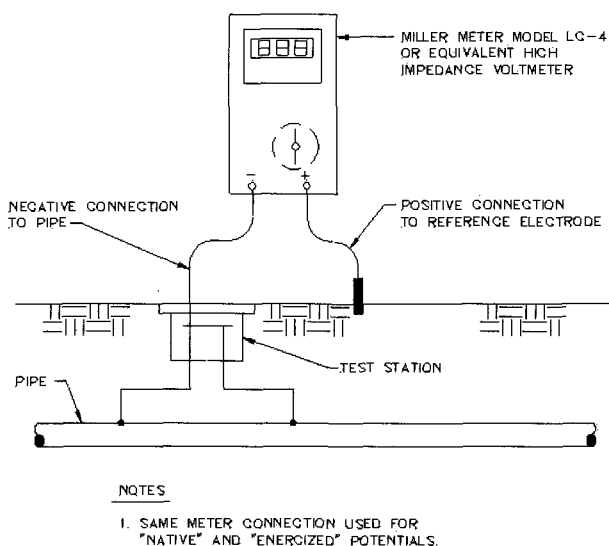 MILLER METER MODEL LC-4
OR EQUIVALENT HIGH
IMPEDANCE VOLTMETER
888
- +
NEGATIVE CONNECTION
TO PIPE
POSITIVE CONNECTION
TO REFERENCE ELECTRODE
TEST STATION
PIPE
NOTES
1. SAME METER CONNECTION USED FOR
"NATIVE" AND "ENERGIZED" POTENTIALS.